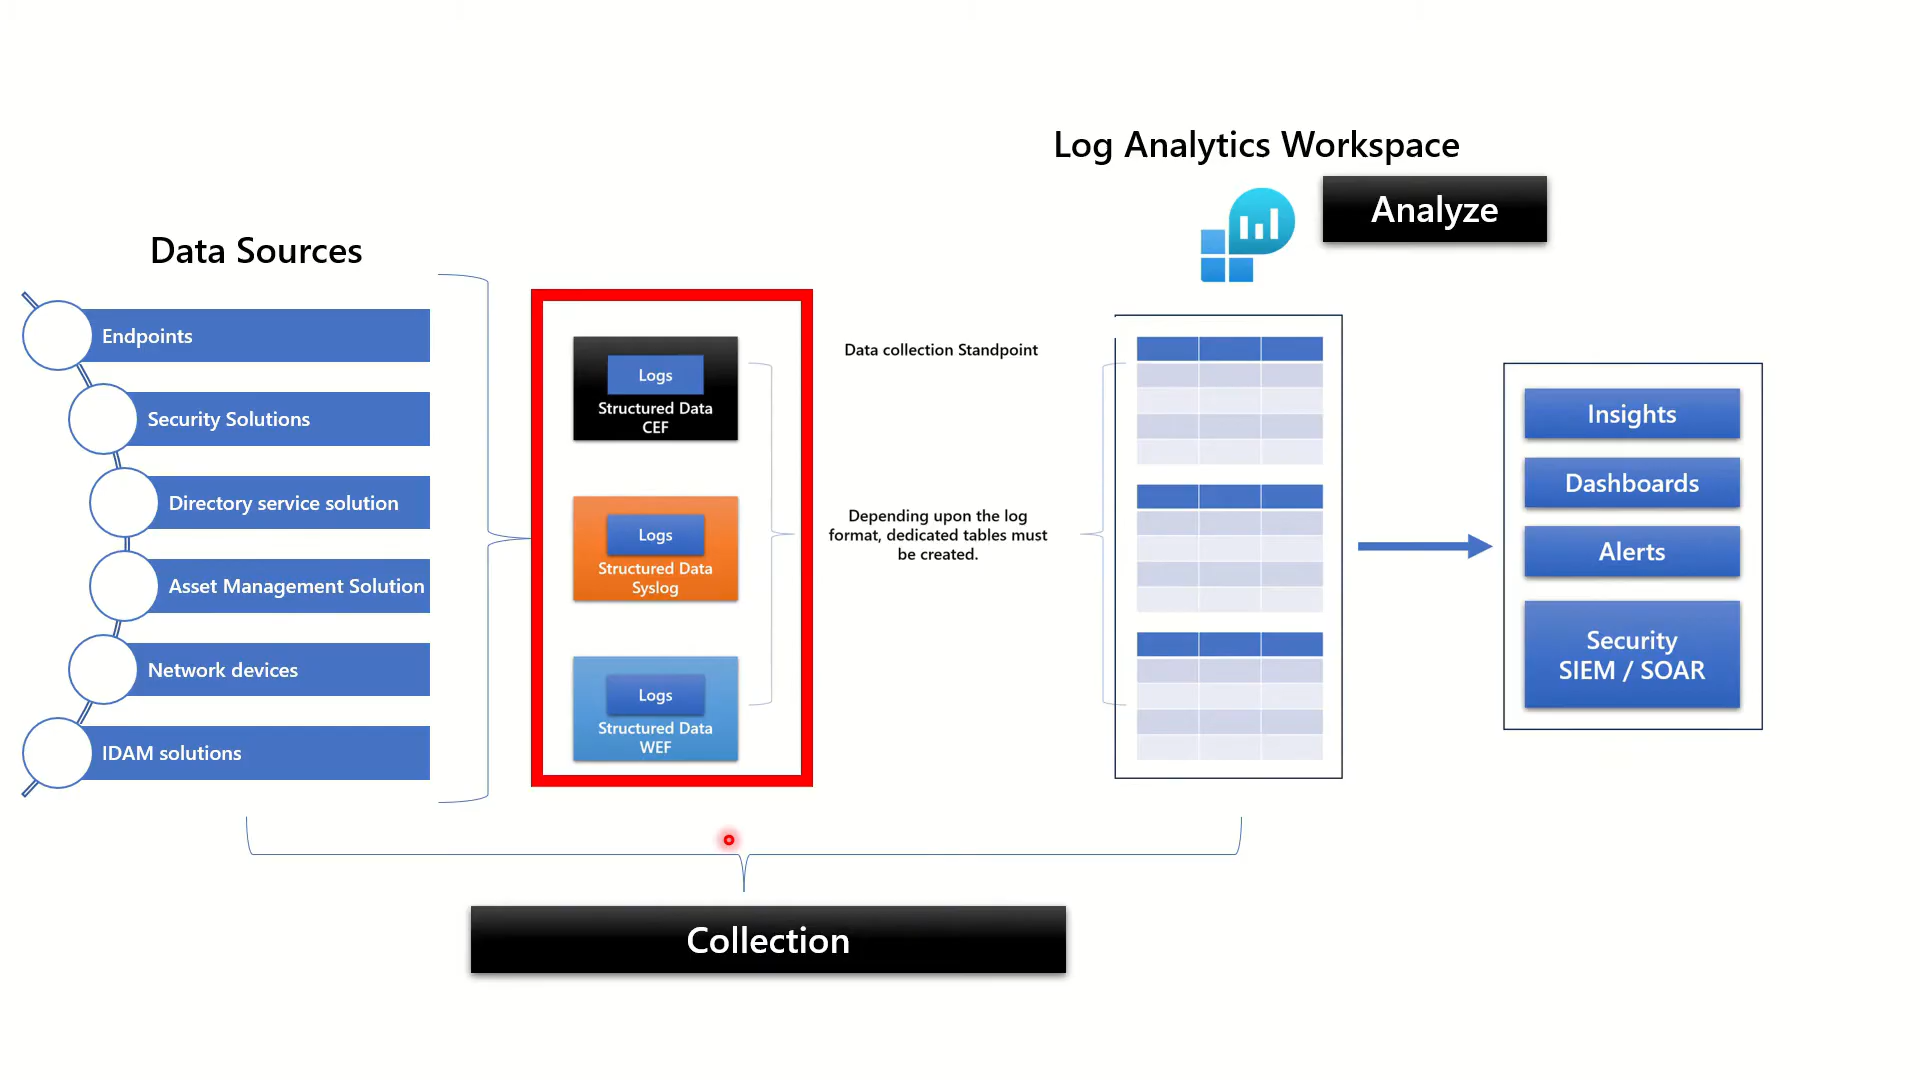 Log Analytics Workspace
Analyze
Data Sources
Endpoints
Security Solutions
Directory service solution
Asset Management Solution
Network devices
IDAM solutions
Logs
Structured Data
CEF
Logs
Structured Data
Syslog
Logs
Structured Data
WEF
Data collection Standpoint
Depending upon the log
format, dedicated tables must
be created.
Insights
Dashboards
Alerts
Security
SIEM / SOAR
Collection